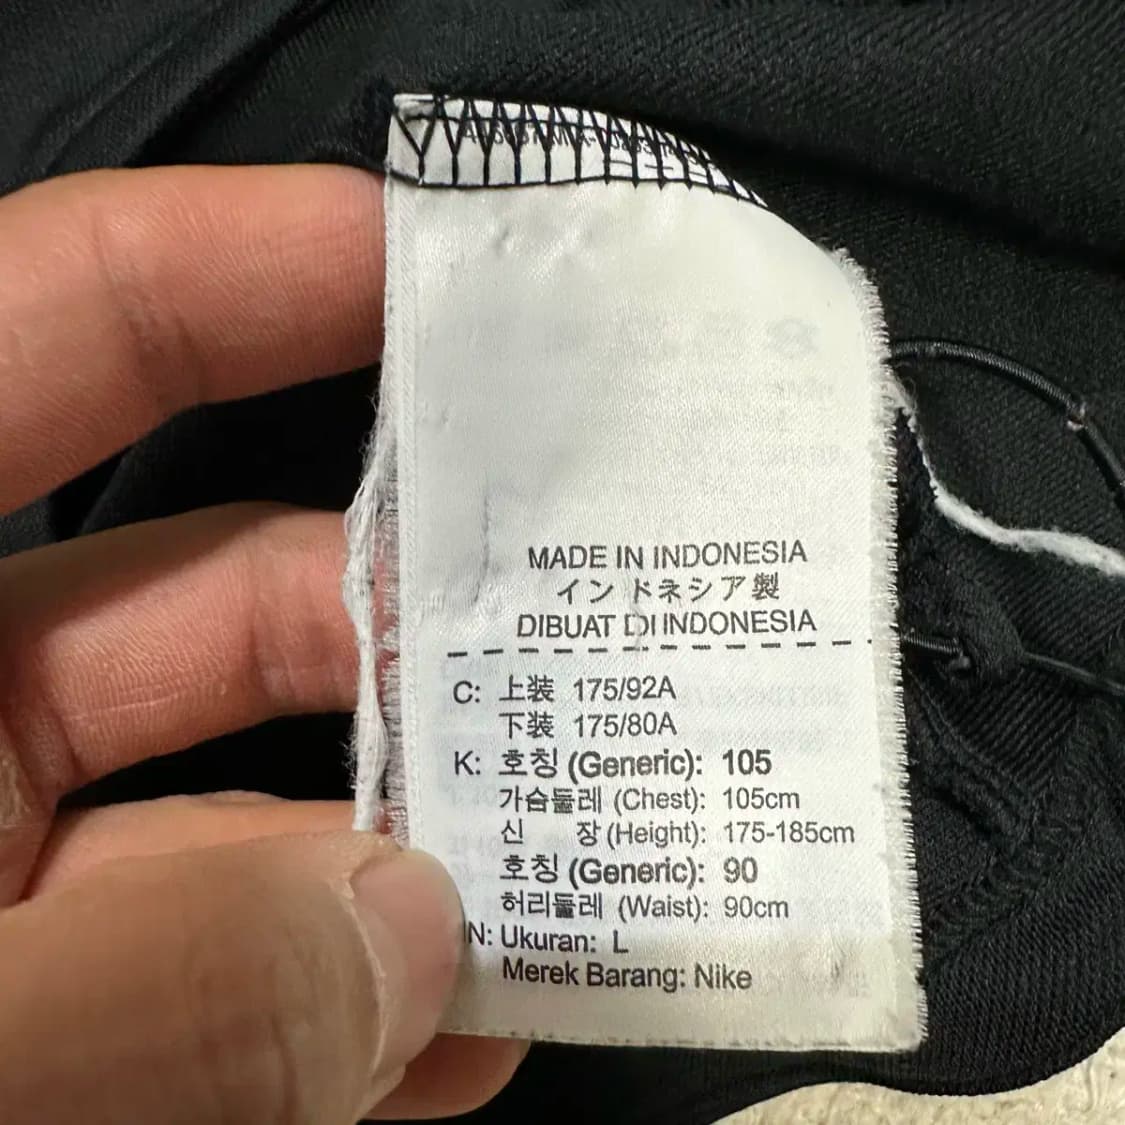 MADE IN INDONESIA
インドネシア製
DIBUAT DI INDONESIA
C: 上装 175/92A
下装 175/80A
K: 호칭 (Generic): 105
가슴둘레 (Chest): 105cm
신 장 (Height): 175-185cm
호칭 (Generic): 90
허리둘레 (Waist): 90cm
IN: Ukuran: L
Merek Barang: Nike